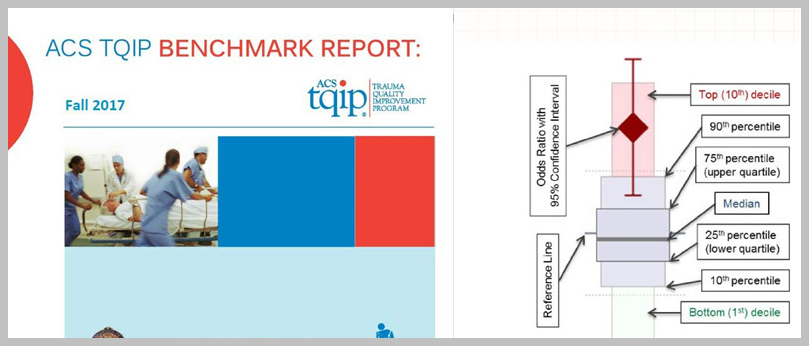 ACS TQIP BENCHMARK REPORT:
Fall 2017
ACS
tqip®
TRAUMA
QUALITY
IMPROVEMENT
PROGRAM
Odds Ratio with
95% Confidence Interval
Reference Line
Top (10th) decile
90th percentile
75th percentile
(upper quartile)
Median
25th percentile
(lower quartile)
10th percentile
Bottom (1st) decile